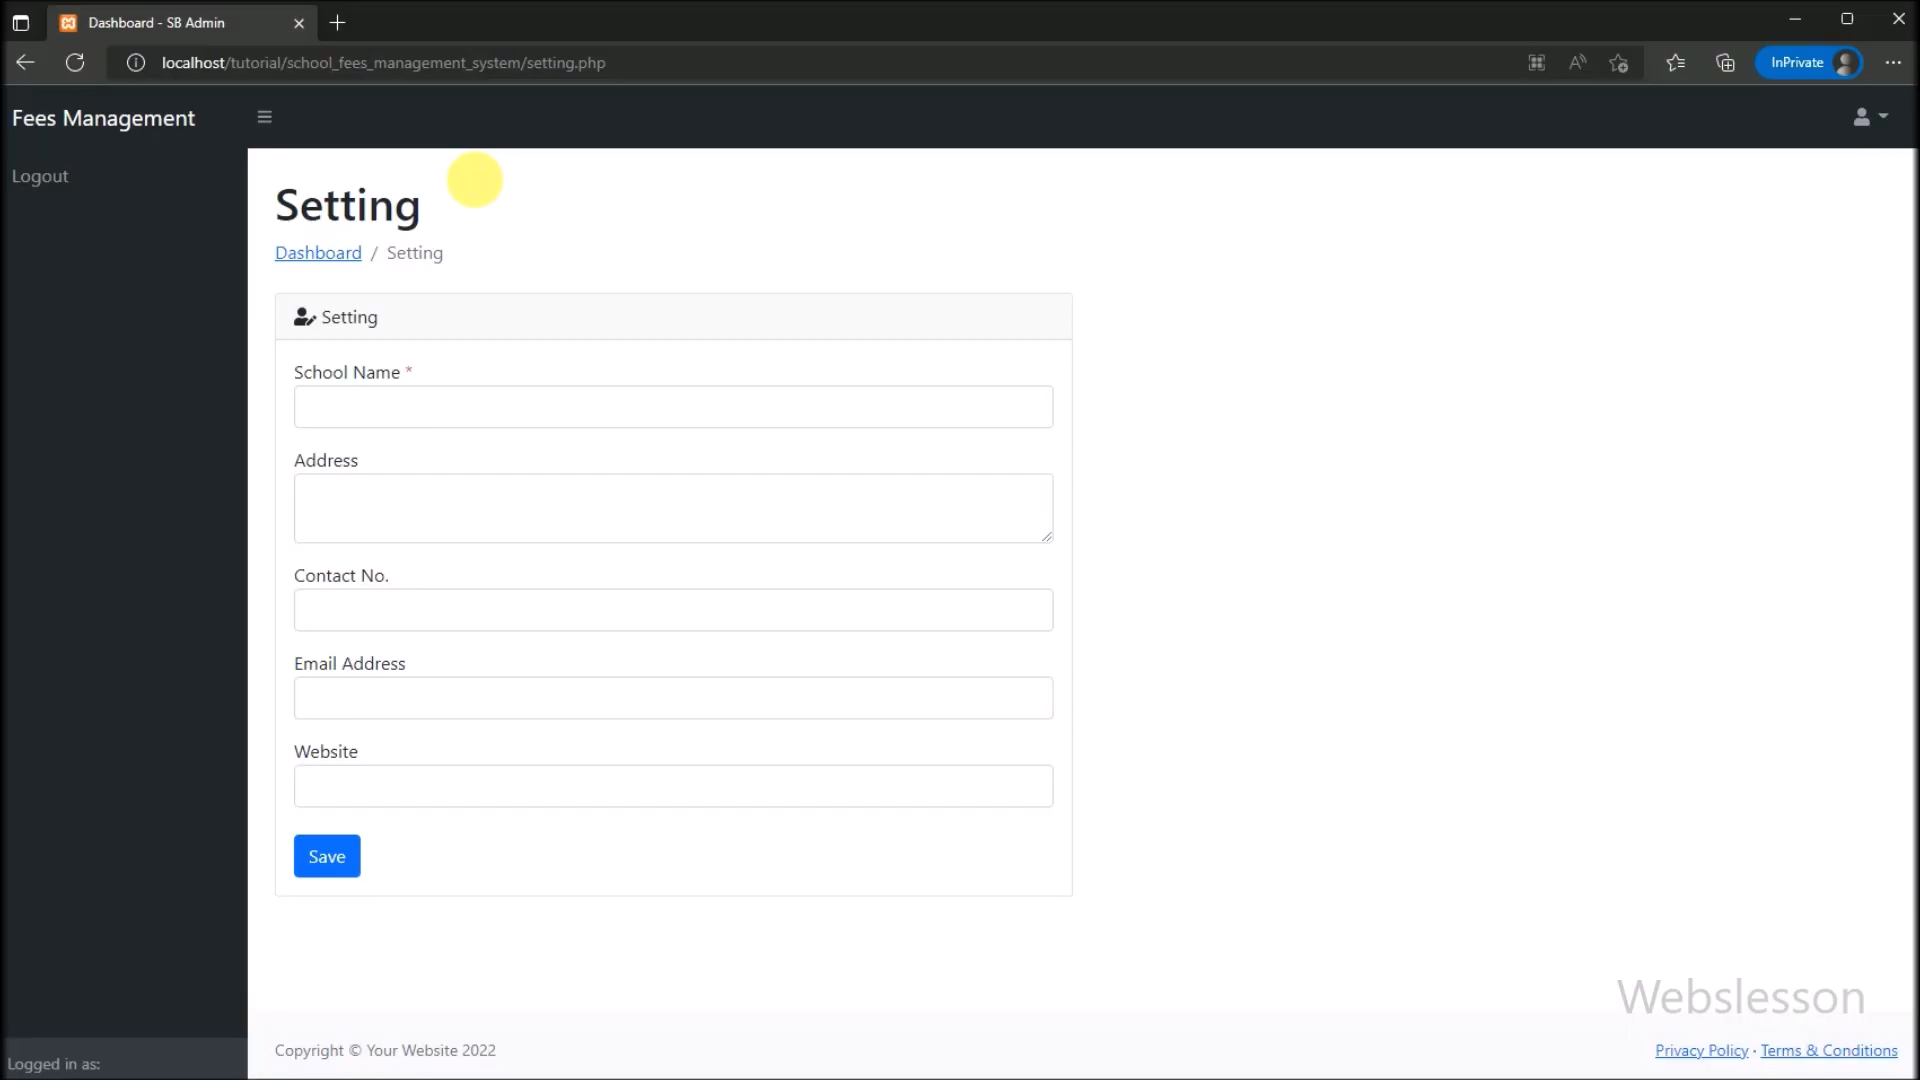 Dashboard - SB Admin
localhost/tutorial/school_fees_management_system/setting.php
InPrivate
Fees Management
Logout
Setting
Dashboard / Setting
Setting
School Name *
Address
Contact No.
Email Address
Website
Save
Webslesson
Copyright © Your Website 2022
Privacy Policy · Terms & Conditions
Logged in as: